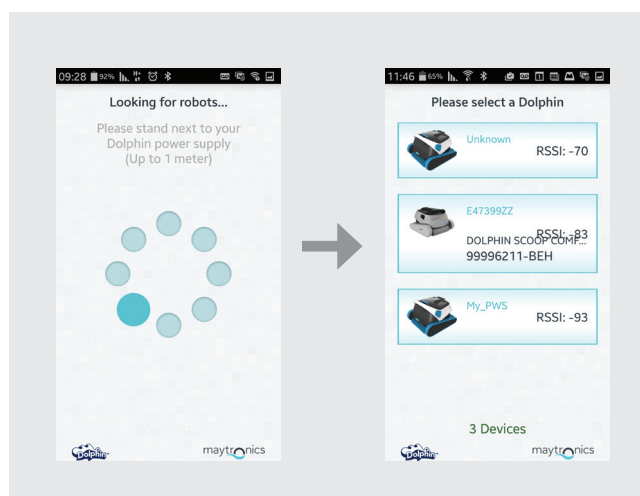 09:28 92%
Looking for robots...
Please stand next to your
Dolphin power supply
(Up to 1 meter)
Dolphin
maytronics
11:46 65%
Please select a Dolphin
Unknown
RSSI: -70
E47399ZZ
RSSI: -83
DOLPHIN SCOOP COMF...
99996211-BEH
My_PWS
RSSI: -93
3 Devices
Dolphin
maytronics